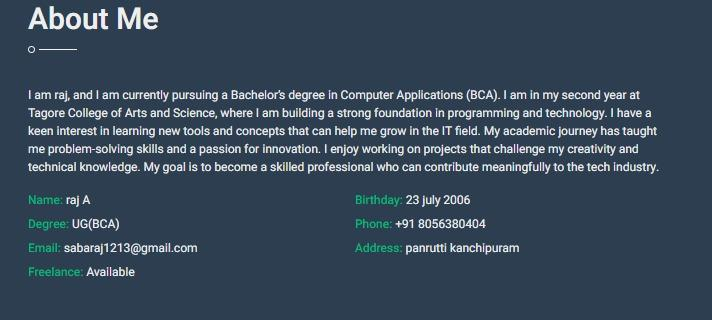 About Me
I am raj, and I am currently pursuing a Bachelor's degree in Computer Applications (BCA). I am in my second year at
Tagore College of Arts and Science, where I am building a strong foundation in programming and technology. I have a
keen interest in learning new tools and concepts that can help me grow in the IT field. My academic journey has taught
me problem-solving skills and a passion for innovation. I enjoy working on projects that challenge my creativity and
technical knowledge. My goal is to become a skilled professional who can contribute meaningfully to the tech industry.
Name: raj A
Birthday: 23 july 2006
Degree: UG(BCA)
Phone: +91 8056380404
Email: sabaraj1213@gmail.com
Address: panrutti kanchipuram
Freelance: Available